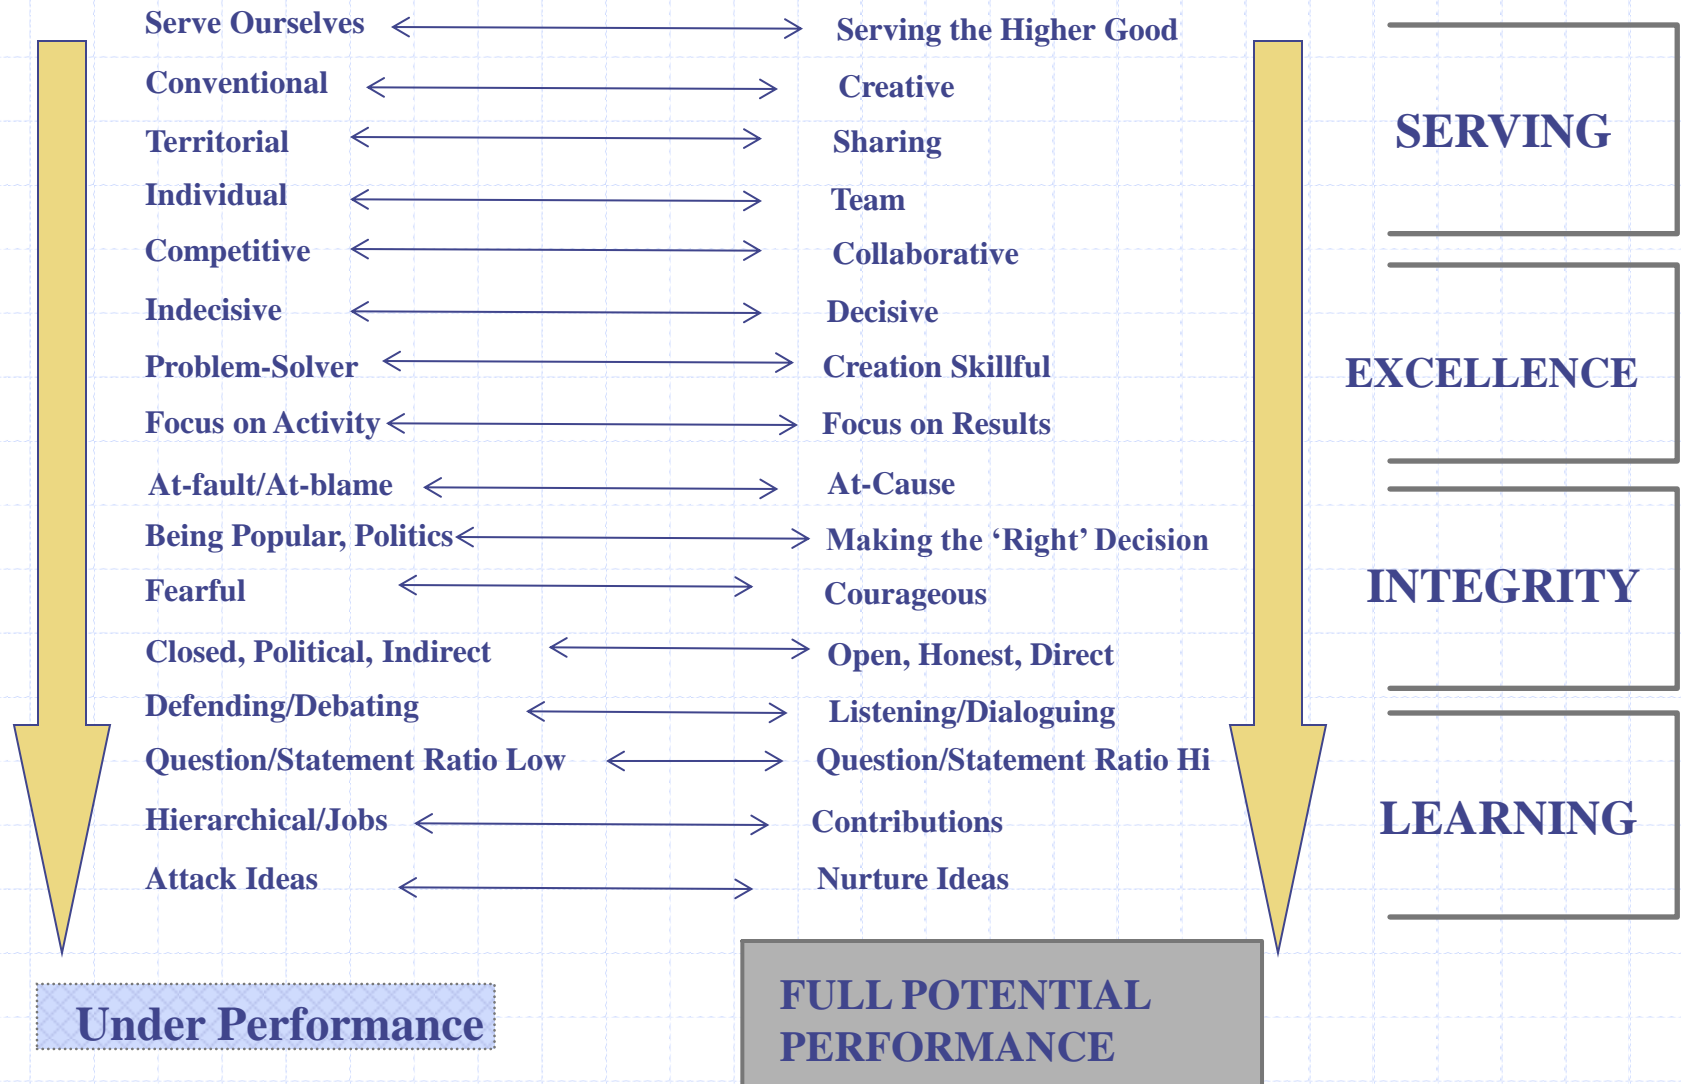 Serve Ourselves Serving the Higher Good
Conventional Creative
Territorial Sharing
SERVING
Individual Team
Competitive Collaborative
Indecisive Decisive
Problem-Solver Creation Skillful
EXCELLENCE
Focus on Activity Focus on Results
At-fault/At-blame At-Cause
Being Popular, Politics Making the ‘Right’ Decision
Fearful Courageous
INTEGRITY
Closed, Political, Indirect Open, Honest, Direct
Defending/Debating Listening/Dialoguing
Question/Statement Ratio Low Question/Statement Ratio Hi
Hierarchical/Jobs Contributions
LEARNING
Attack Ideas Nurture Ideas
Under Performance
FULL POTENTIAL
PERFORMANCE